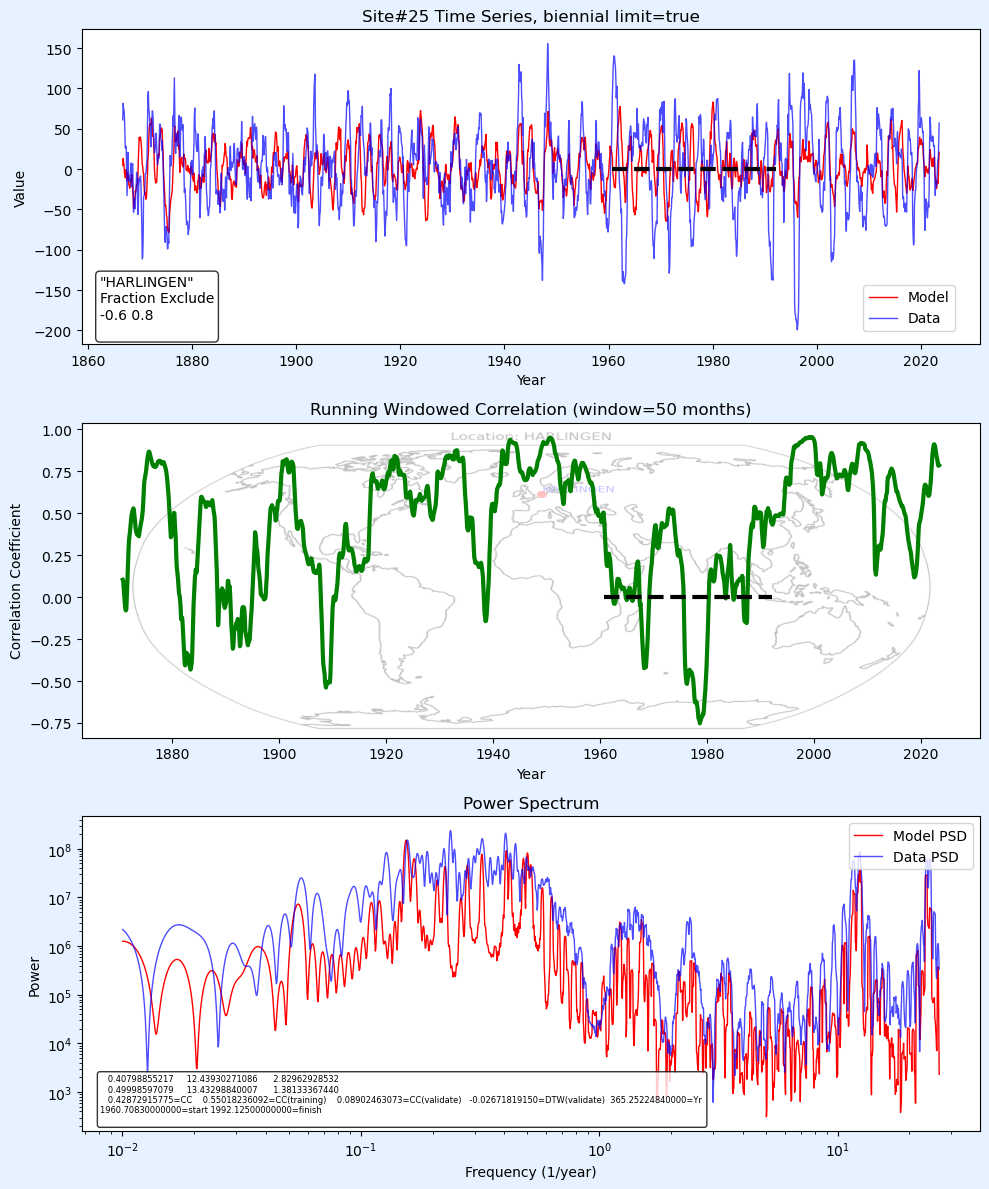 Site#25 Time Series, biennial limit=true
150
100
50
0
−50
−100
−150
−200
Value
"HARLINGEN"
Fraction Exclude
-0.6 0.8
Model
Data
1860
1880
1900
1920
1940
1960
1980
2000
2020
Year
Running Windowed Correlation (window=50 months)
Location: HARLINGEN
HARLINGEN
1.00
0.75
0.50
0.25
0.00
−0.25
−0.50
−0.75
Correlation Coefficient
1880
1900
1920
1940
1960
1980
2000
2020
Year
Power Spectrum
Model PSD
Data PSD
10⁸
10⁷
10⁶
10⁵
10⁴
10³
Power
0.40798855217 12.43930271086 2.82962928532
0.49998597079 13.43298840007 1.38133367440
0.42872915775=CC 0.55018236092=CC(training) 0.08902463073=CC(validate) -0.02671819150=DTW(validate) 365.25224840000=Yr
1960.70830000000=start 1992.12500000000=finish
10⁻²
10⁻¹
10⁰
10¹
Frequency (1/year)